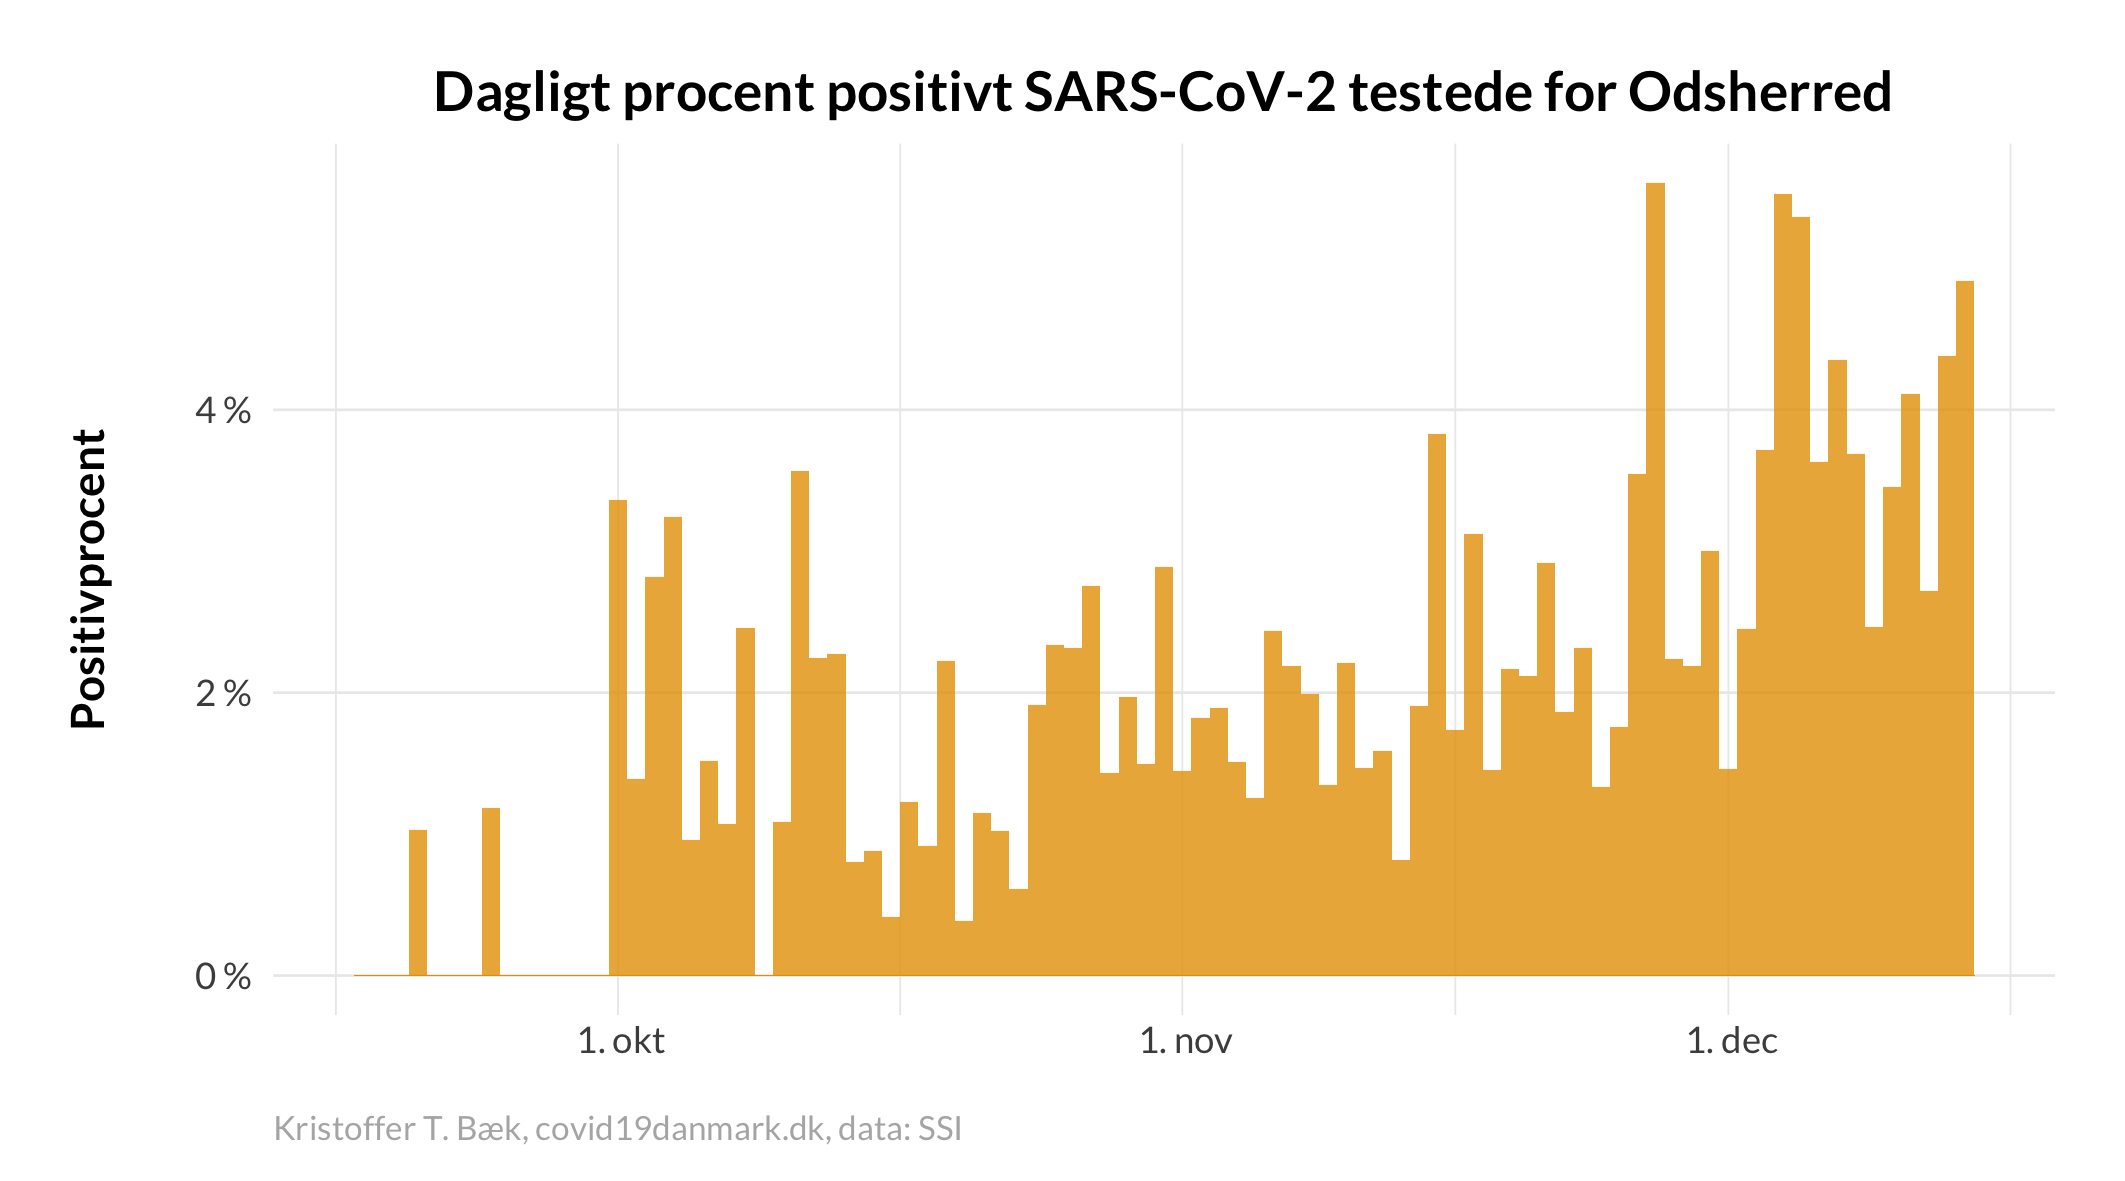 Dagligt procent positivt SARS-CoV-2 testede for Odsherred
Positivprocent
4 %
2 %
0 %
1. okt
1. nov
1. dec
Kristoffer T. Bæk, covid19danmark.dk, data: SSI